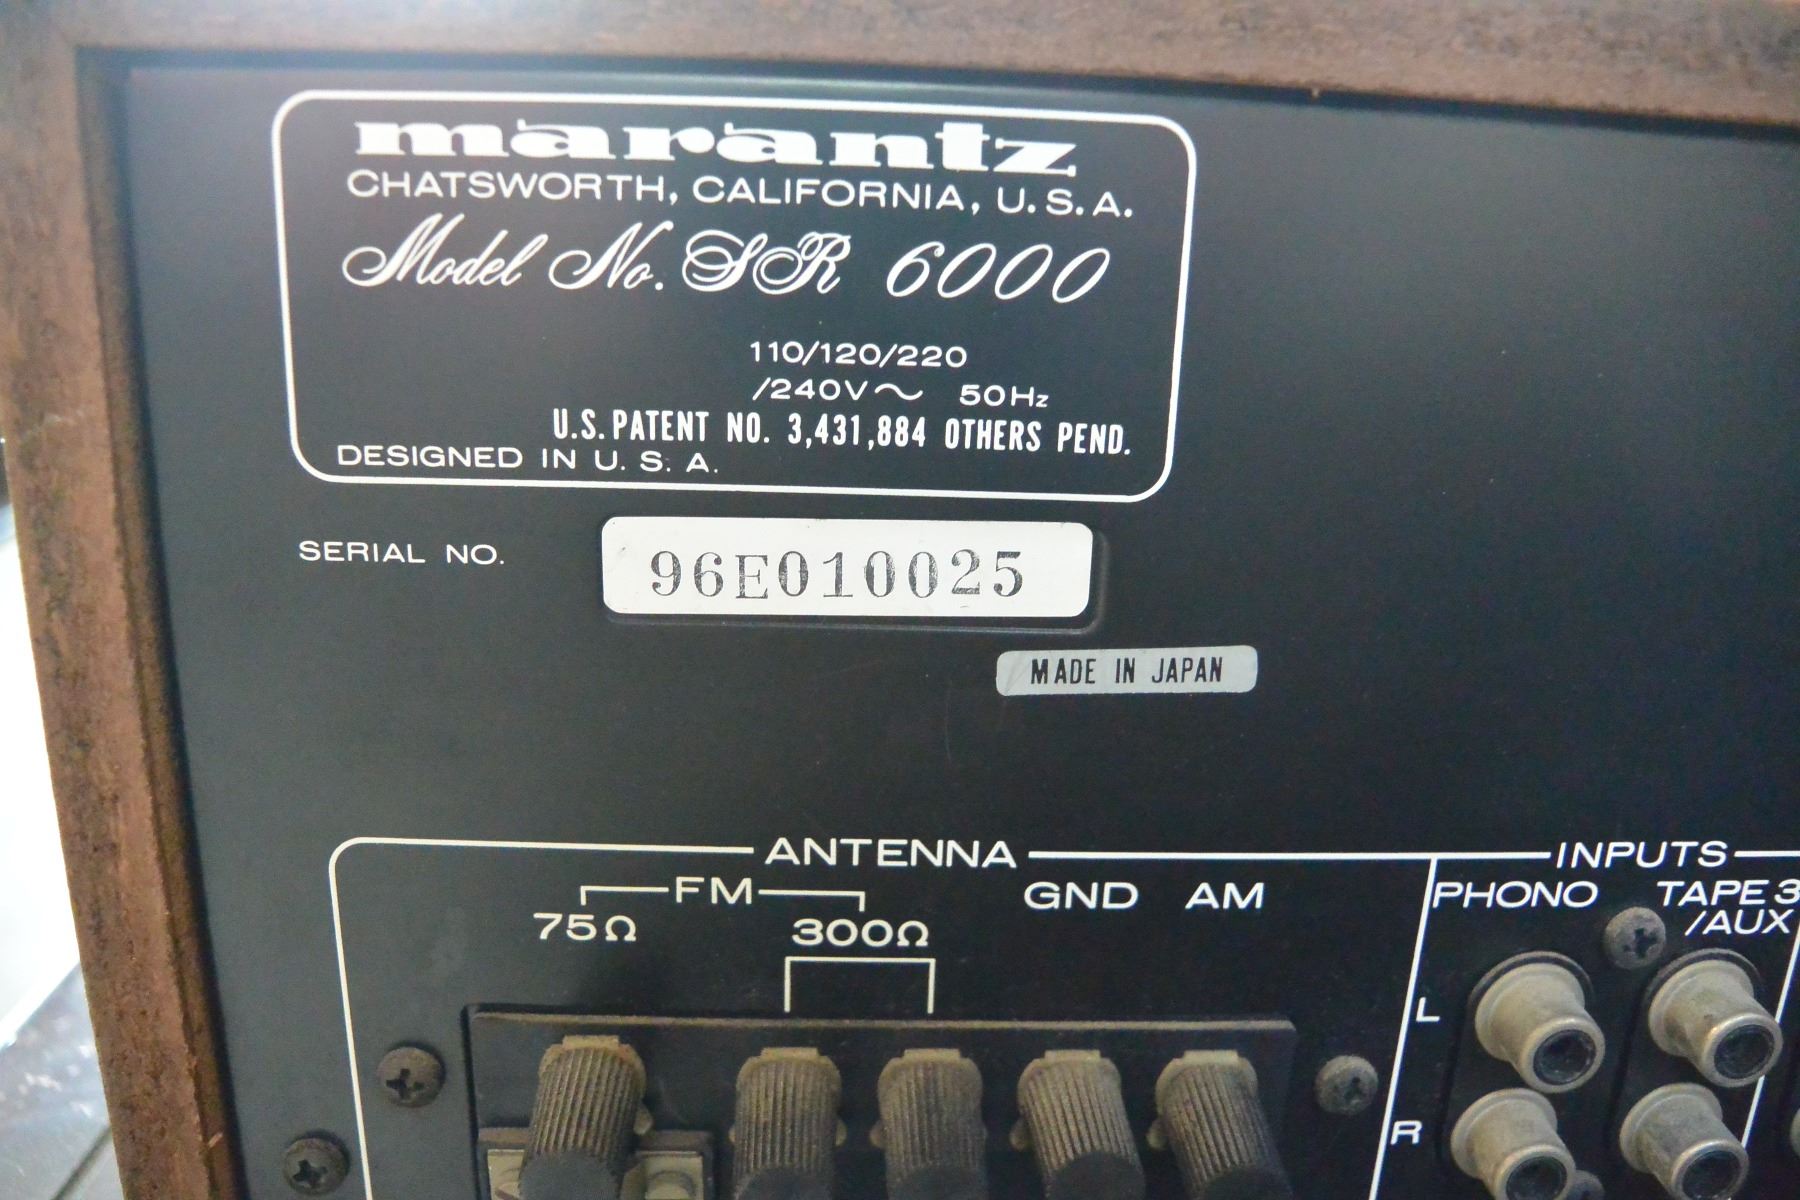 marantz
CHATSWORTH, CALIFORNIA, U.S.A.
Model No. SR 6000
110/120/220
/240V～ 50Hz
U.S. PATENT NO. 3,431,884 OTHERS PEND.
DESIGNED IN U. S. A.
SERIAL NO. 96E010025
MADE IN JAPAN
ANTENNA
FM
75Ω 300Ω
GND AM
INPUTS
PHONO TAPE 3
/AUX
L
R